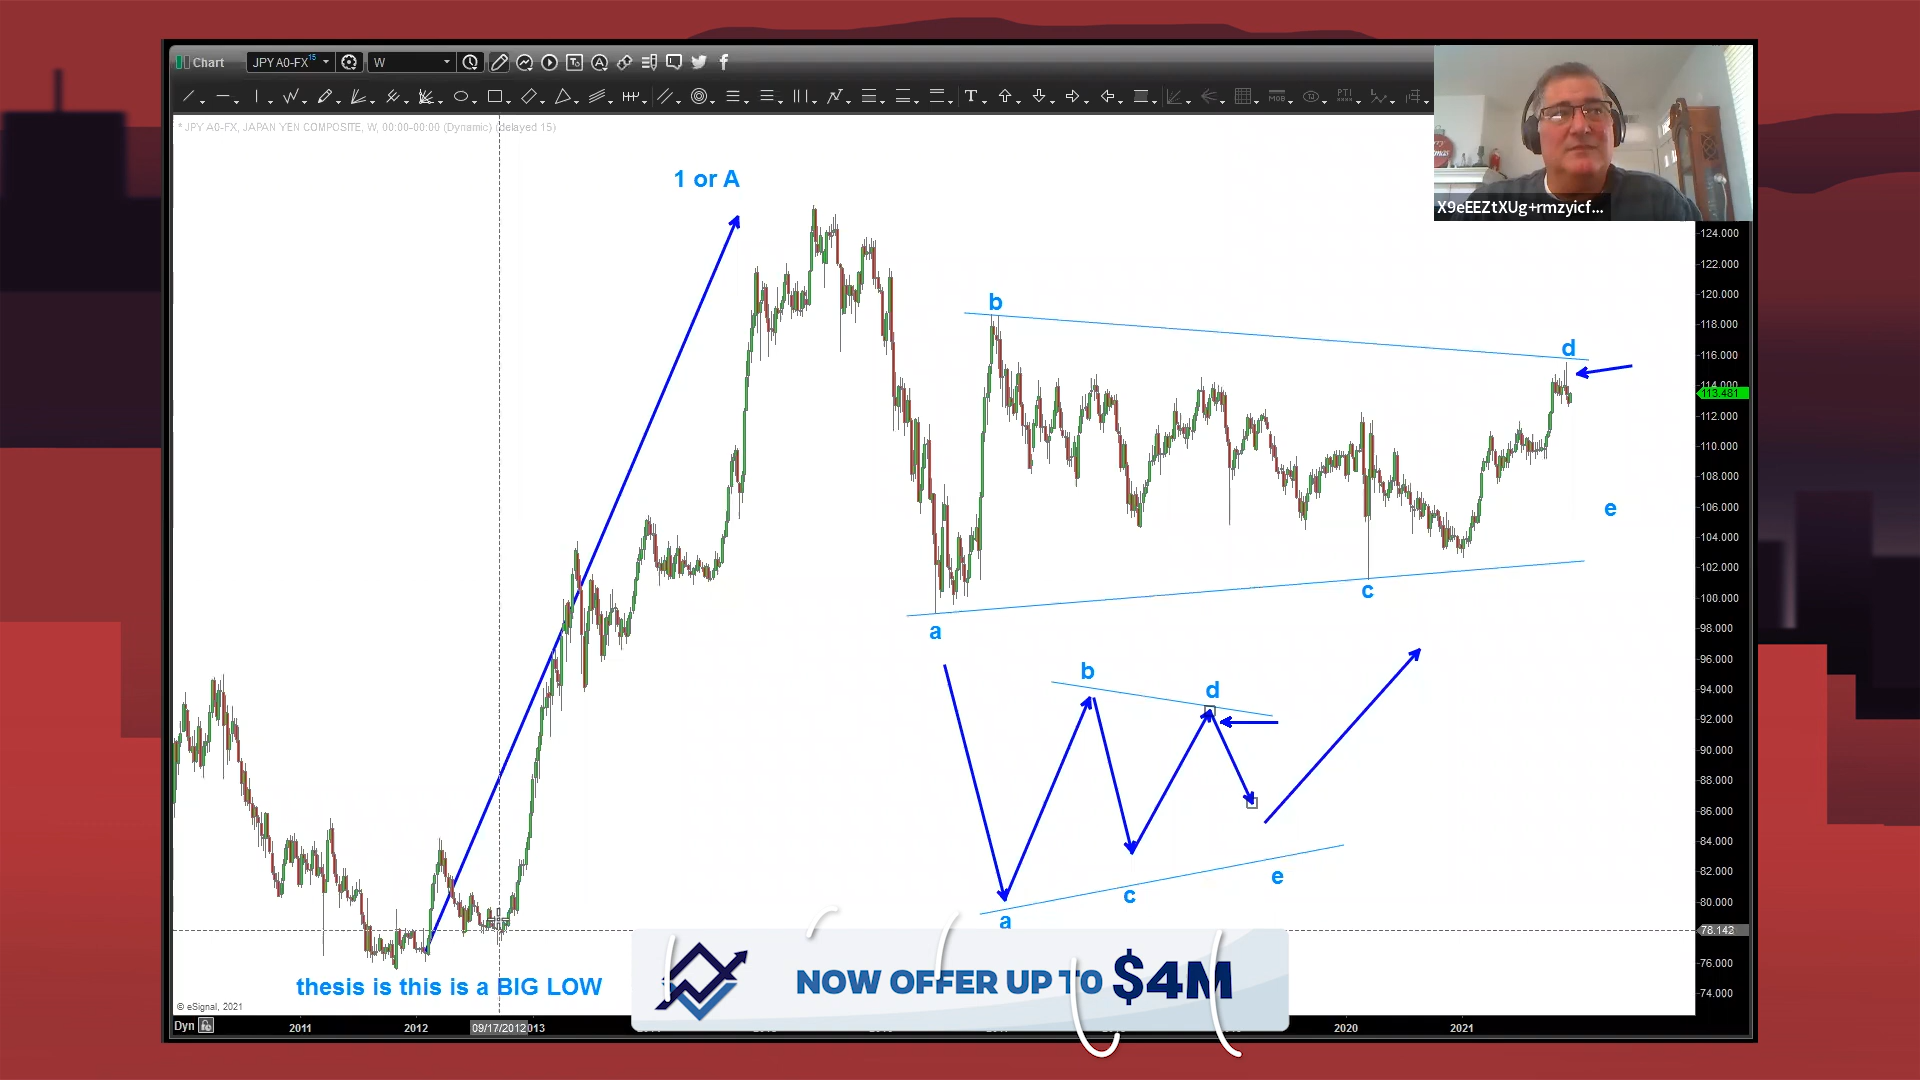 Chart
JPY A0-FX 15
W
* JPY A0-FX, JAPAN YEN COMPOSITE, W, 00:00-00:00 (Dynamic) (delayed 15)
X9eEEZtXUg+rmzyicf...
1 or A
b
d
e
c
a
b
d
e
c
a
124.000
122.000
120.000
118.000
116.000
114.000
113.481
112.000
110.000
108.000
106.000
104.000
102.000
100.000
98.000
96.000
94.000
92.000
90.000
88.000
86.000
84.000
82.000
80.000
78.142
76.000
74.000
thesis is this is a BIG LOW
NOW OFFER UP TO $4M
© eSignal, 2021
Dyn
2011
2012
09/17/2012
013
2020
2021